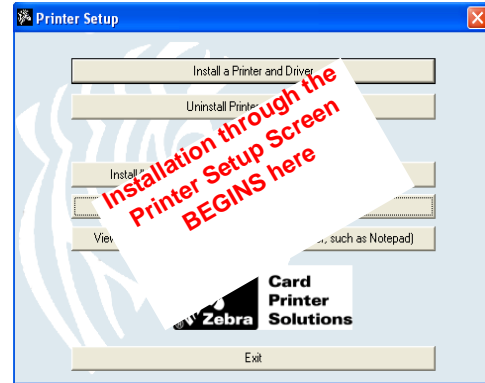 Printer Setup
Install a Printer and Driver
Uninstall Printer
Installation through the
Printer Setup Screen
BEGINS here
Install
View
, such as Notepad)
Card
Printer
Zebra Solutions
Exit